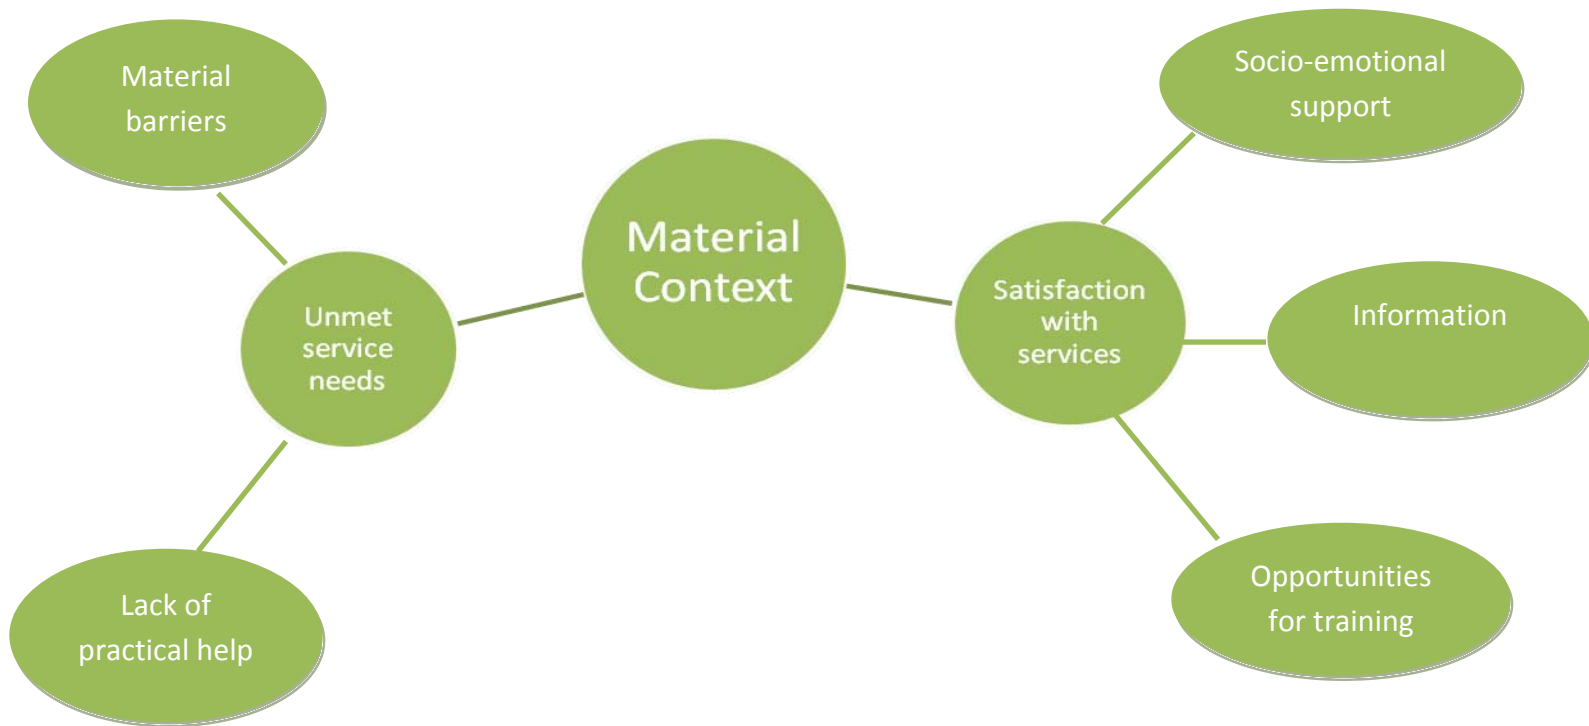 Material
barriers
Unmet
service
needs
Lack of
practical help
Material
Context
Satisfaction
with
services
Socio-emotional
support
Information
Opportunities
for training